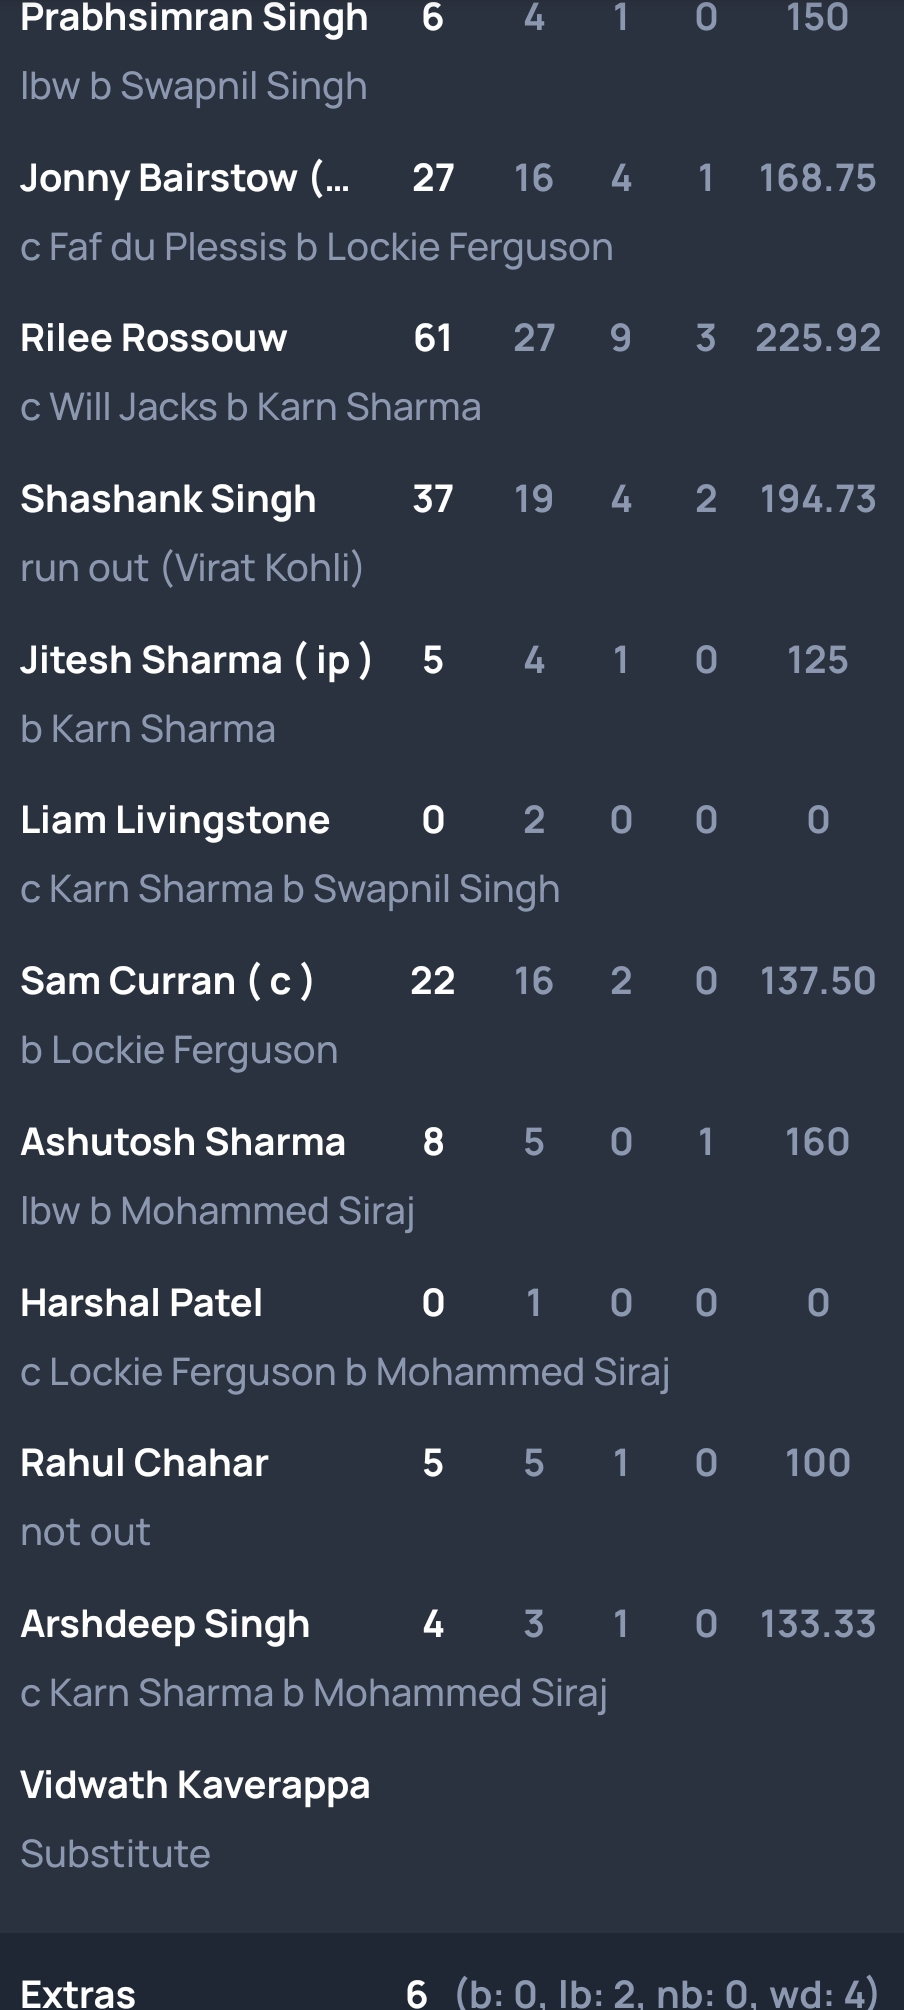 Prabhsimran Singh 6 4 1 0 150
lbw b Swapnil Singh
Jonny Bairstow (... 27 16 4 1 168.75
c Faf du Plessis b Lockie Ferguson
Rilee Rossouw 61 27 9 3 225.92
c Will Jacks b Karn Sharma
Shashank Singh 37 19 4 2 194.73
run out (Virat Kohli)
Jitesh Sharma ( ip ) 5 4 1 0 125
b Karn Sharma
Liam Livingstone 0 2 0 0 0
c Karn Sharma b Swapnil Singh
Sam Curran ( c ) 22 16 2 0 137.50
b Lockie Ferguson
Ashutosh Sharma 8 5 0 1 160
lbw b Mohammed Siraj
Harshal Patel 0 1 0 0 0
c Lockie Ferguson b Mohammed Siraj
Rahul Chahar 5 5 1 0 100
not out
Arshdeep Singh 4 3 1 0 133.33
c Karn Sharma b Mohammed Siraj
Vidwath Kaverappa
Substitute
Extras 6 (b: 0, lb: 2, nb: 0, wd: 4)